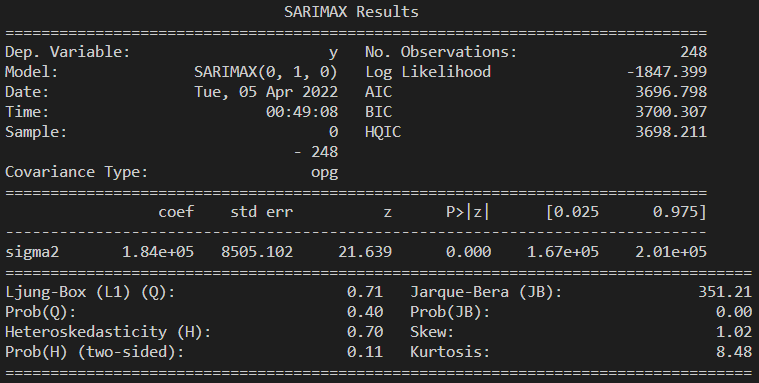 SARIMAX Results
==============================================================================
Dep. Variable:                      y   No. Observations:                  248
Model:               SARIMAX(0, 1, 0)   Log Likelihood               -1847.399
Date:                Tue, 05 Apr 2022   AIC                           3696.798
Time:                        00:49:08   BIC                           3700.307
Sample:                             0   HQIC                          3698.211
                                - 248
Covariance Type:                  opg
==============================================================================
                 coef    std err          z      P>|z|      [0.025      0.975]
------------------------------------------------------------------------------
sigma2       1.84e+05   8505.102     21.639      0.000    1.67e+05    2.01e+05
===================================================================================
Ljung-Box (L1) (Q):                   0.71   Jarque-Bera (JB):               351.21
Prob(Q):                              0.40   Prob(JB):                         0.00
Heteroskedasticity (H):               0.70   Skew:                             1.02
Prob(H) (two-sided):                  0.11   Kurtosis:                         8.48
===================================================================================